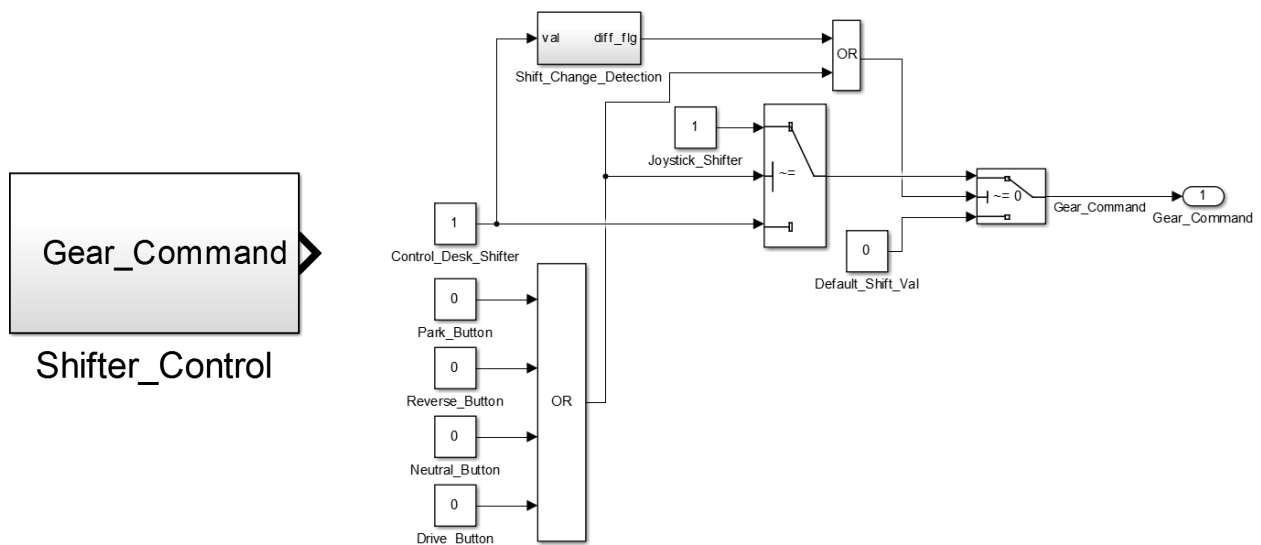 Gear_Command
Shifter_Control
val diff_flg
Shift_Change_Detection
OR
1
Joystick_Shifter
~=
~= 0
Gear_Command
1
Gear_Command
1
Control_Desk_Shifter
0
Default_Shift_Val
0
Park_Button
0
Reverse_Button
OR
0
Neutral_Button
0
Drive_Button